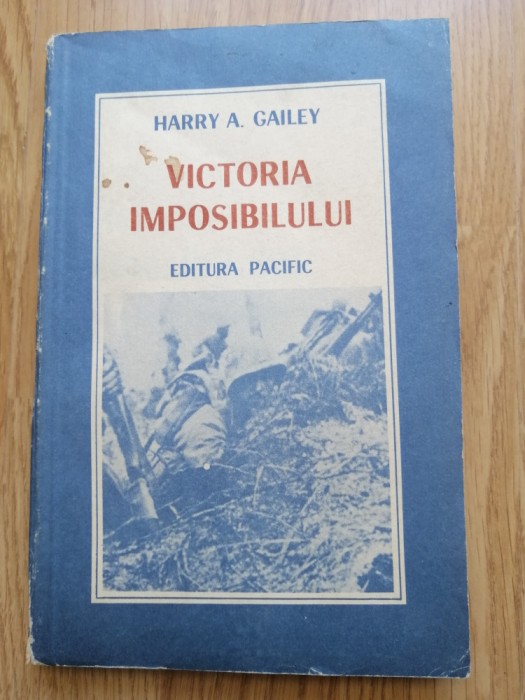 HARRY A. GAILEY
VICTORIA
IMPOSIBILULUI
EDITURA PACIFIC